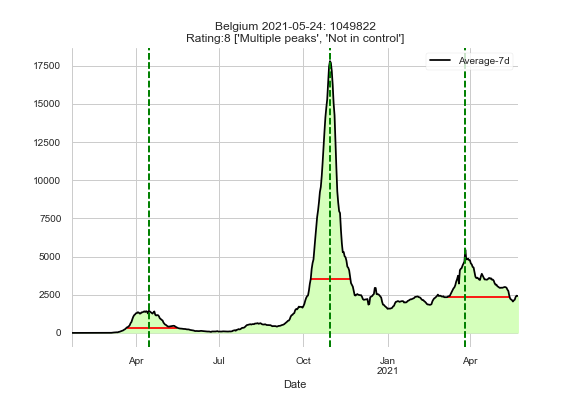 Belgium 2021-05-24: 1049822
Rating:8 ['Multiple peaks', 'Not in control']
Average-7d
17500
15000
12500
10000
7500
5000
2500
0
Apr
Jul
Oct
Jan
2021
Apr
Date